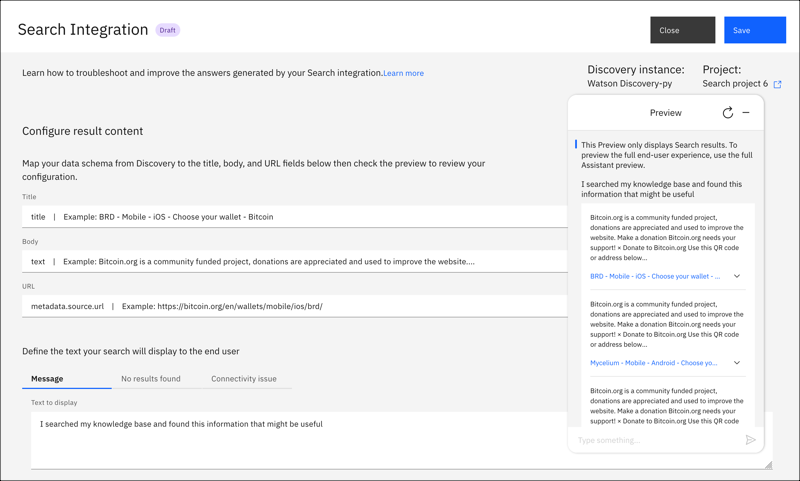 Search Integration Draft
Close
Save
Learn how to troubleshoot and improve the answers generated by your Search integration.Learn more
Discovery instance:
Watson Discovery-py
Project:
Search project 6
Configure result content
Map your data schema from Discovery to the title, body, and URL fields below then check the preview to review your
configuration.
Title
title | Example: BRD - Mobile - iOS - Choose your wallet - Bitcoin
Body
text | Example: Bitcoin.org is a community funded project, donations are appreciated and used to improve the website....
URL
metadata.source.url | Example: https://bitcoin.org/en/wallets/mobile/ios/brd/
Define the text your search will display to the end user
Message
No results found
Connectivity issue
Text to display
I searched my knowledge base and found this information that might be useful
Preview
This Preview only displays Search results. To
preview the full end-user experience, use the full
Assistant preview.
I searched my knowledge base and found this
information that might be useful
Bitcoin.org is a community funded project,
donations are appreciated and used to improve the
website. Make a donation Bitcoin.org needs your
support! × Donate to Bitcoin.org Use this QR code
or address below...
BRD - Mobile - iOS - Choose your wallet - ...
Bitcoin.org is a community funded project,
donations are appreciated and used to improve the
website. Make a donation Bitcoin.org needs your
support! × Donate to Bitcoin.org Use this QR code
or address below...
Mycelium - Mobile - Android - Choose yo...
Bitcoin.org is a community funded project,
donations are appreciated and used to improve the
website. Make a donation Bitcoin.org needs your
support! × Donate to Bitcoin.org Use this QR code
Type something...